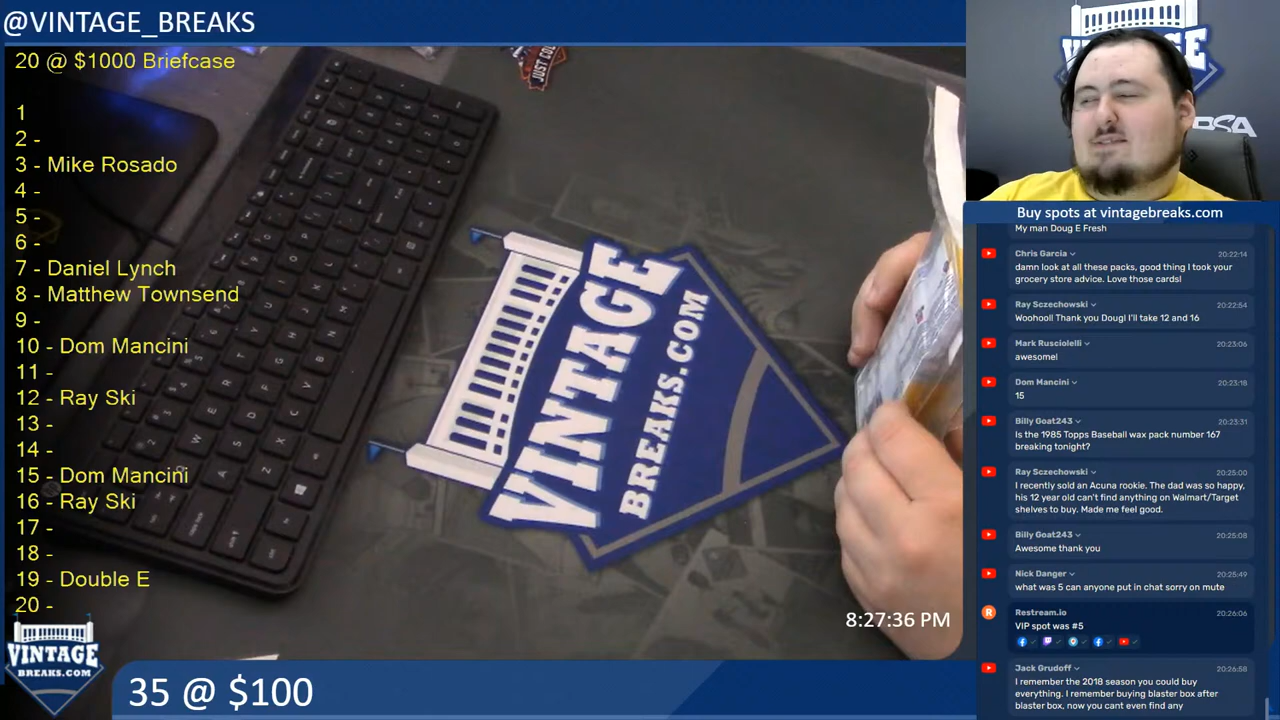 @VINTAGE_BREAKS
20 @ $1000 Briefcase
1
2 -
3 - Mike Rosado
4 -
5 -
6 -
7 - Daniel Lynch
8 - Matthew Townsend
9 -
10 - Dom Mancini
11 -
12 - Ray Ski
13 -
14 -
15 - Dom Mancini
16 - Ray Ski
17 -
18 -
19 - Double E
20 -
VINTAGE
BREAKS.COM
35 @ $100
JUST COL
VINTAGE
BREAKS.COM
8:27:36 PM
VINTAGE
PSA
Buy spots at vintagebreaks.com
My man Doug E Fresh
Chris Garcia 20:22:14
damn look at all these packs, good thing I took your
grocery store advice. Love those cards!
Ray Sczechowski 20:22:54
Woohoo!! Thank you Doug! I'll take 12 and 16
Mark Rusciolelli 20:23:06
awesome!
Dom Mancini 20:23:18
15
Billy Goat243 20:23:31
Is the 1985 Topps Baseball wax pack number 167
breaking tonight?
Ray Sczechowski 20:25:00
I recently sold an Acuna rookie. The dad was so happy,
his 12 year old can't find anything on Walmart/Target
shelves to buy. Made me feel good.
Billy Goat243 20:25:08
Awesome thank you
Nick Danger 20:25:49
what was 5 can anyone put in chat sorry on mute
Restream.io 20:26:06
VIP spot was #5
Jack Grudoff 20:26:58
I remember the 2018 season you could buy
everything. I remember buying blaster box after
blaster box, now you cant even find any